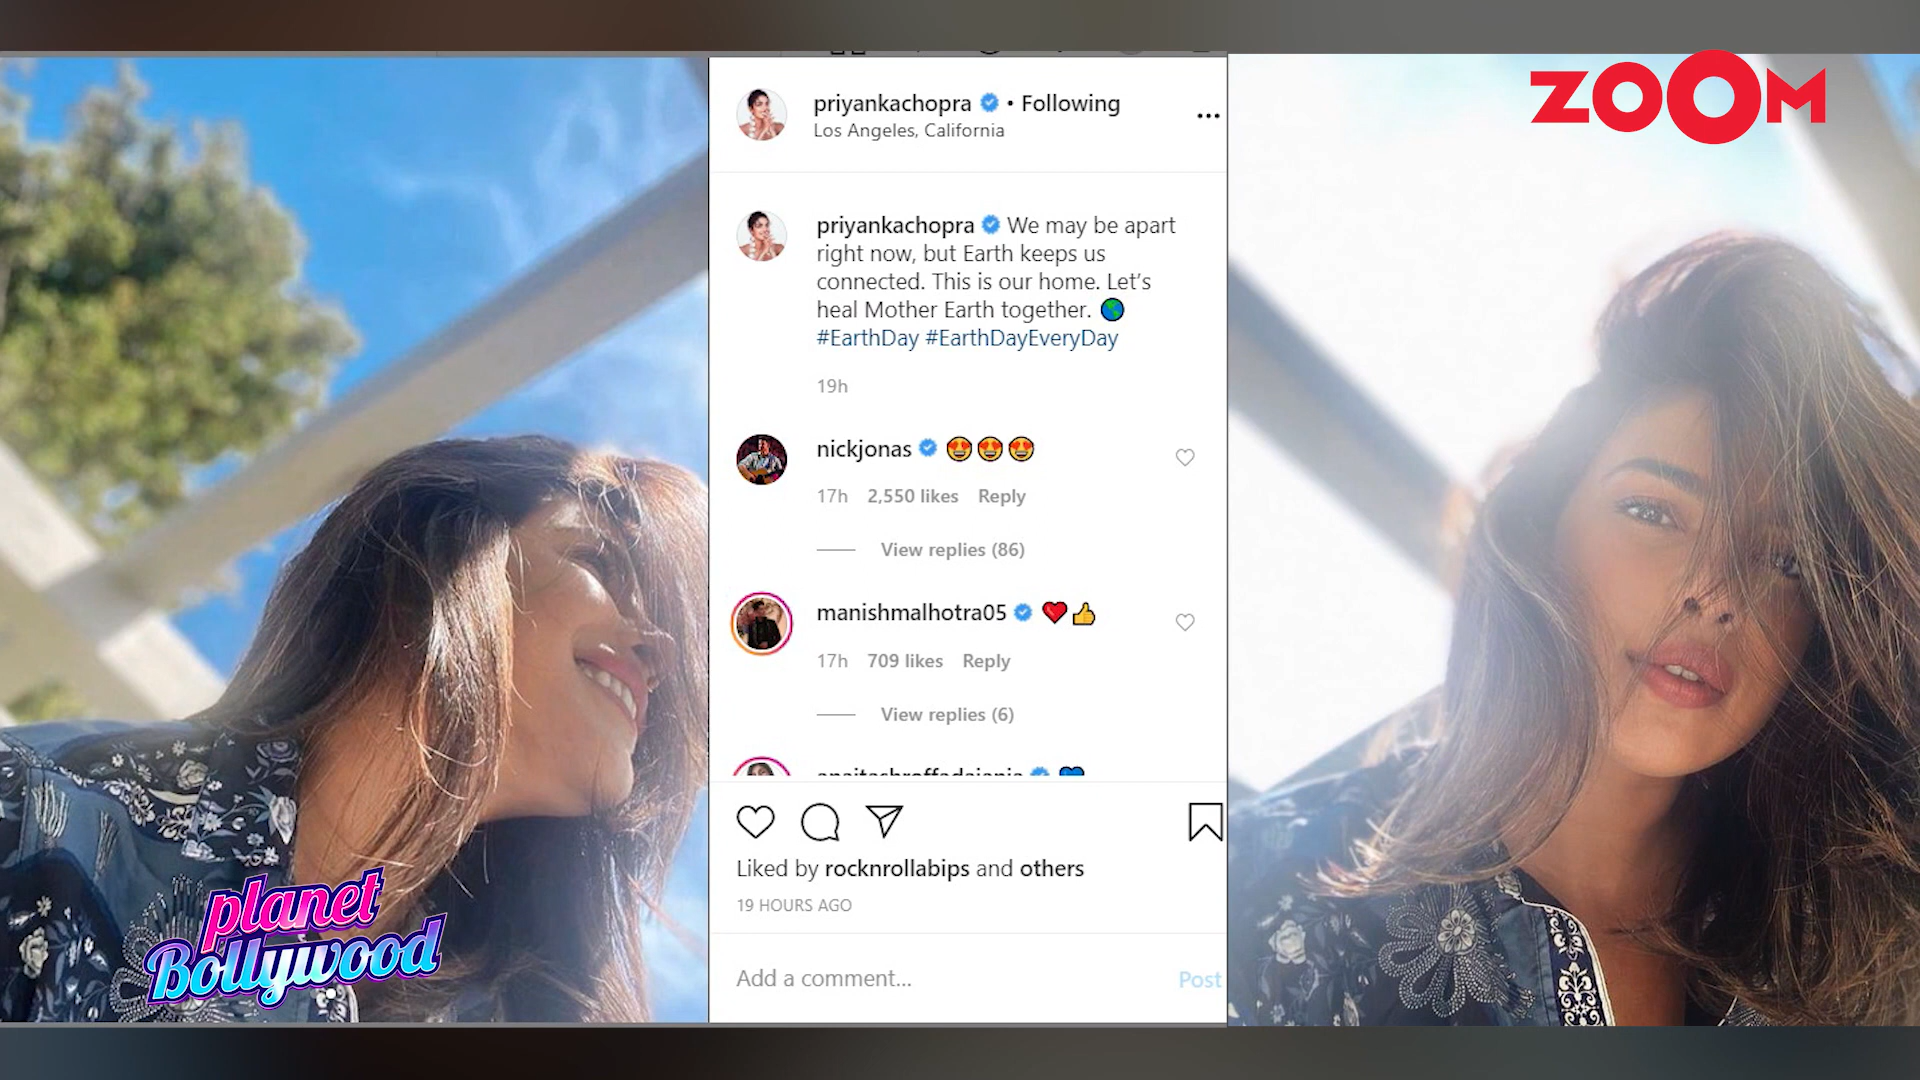 ZOOM
priyankachopra • Following
Los Angeles, California
priyankachopra We may be apart
right now, but Earth keeps us
connected. This is our home. Let's
heal Mother Earth together.
#EarthDay #EarthDayEveryDay
19h
nickjonas
17h 2,550 likes Reply
View replies (86)
manishmalhotra05
17h 709 likes Reply
View replies (6)
Liked by rocknrollabips and others
19 HOURS AGO
Add a comment... Post
planet
Bollywood